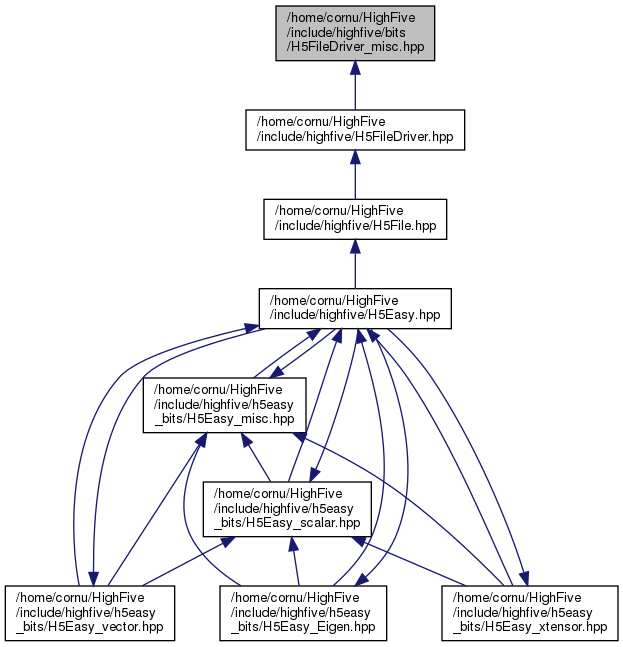 /home/cornu/HighFive
/include/highfive/bits
/H5FileDriver_misc.hpp
/home/cornu/HighFive
/include/highfive/H5FileDriver.hpp
/home/cornu/HighFive
/include/highfive/H5File.hpp
/home/cornu/HighFive
/include/highfive/H5Easy.hpp
/home/cornu/HighFive
/include/highfive/h5easy
_bits/H5Easy_misc.hpp
/home/cornu/HighFive
/include/highfive/h5easy
_bits/H5Easy_scalar.hpp
/home/cornu/HighFive
/include/highfive/h5easy
_bits/H5Easy_vector.hpp
/home/cornu/HighFive
/include/highfive/h5easy
_bits/H5Easy_Eigen.hpp
/home/cornu/HighFive
/include/highfive/h5easy
_bits/H5Easy_xtensor.hpp